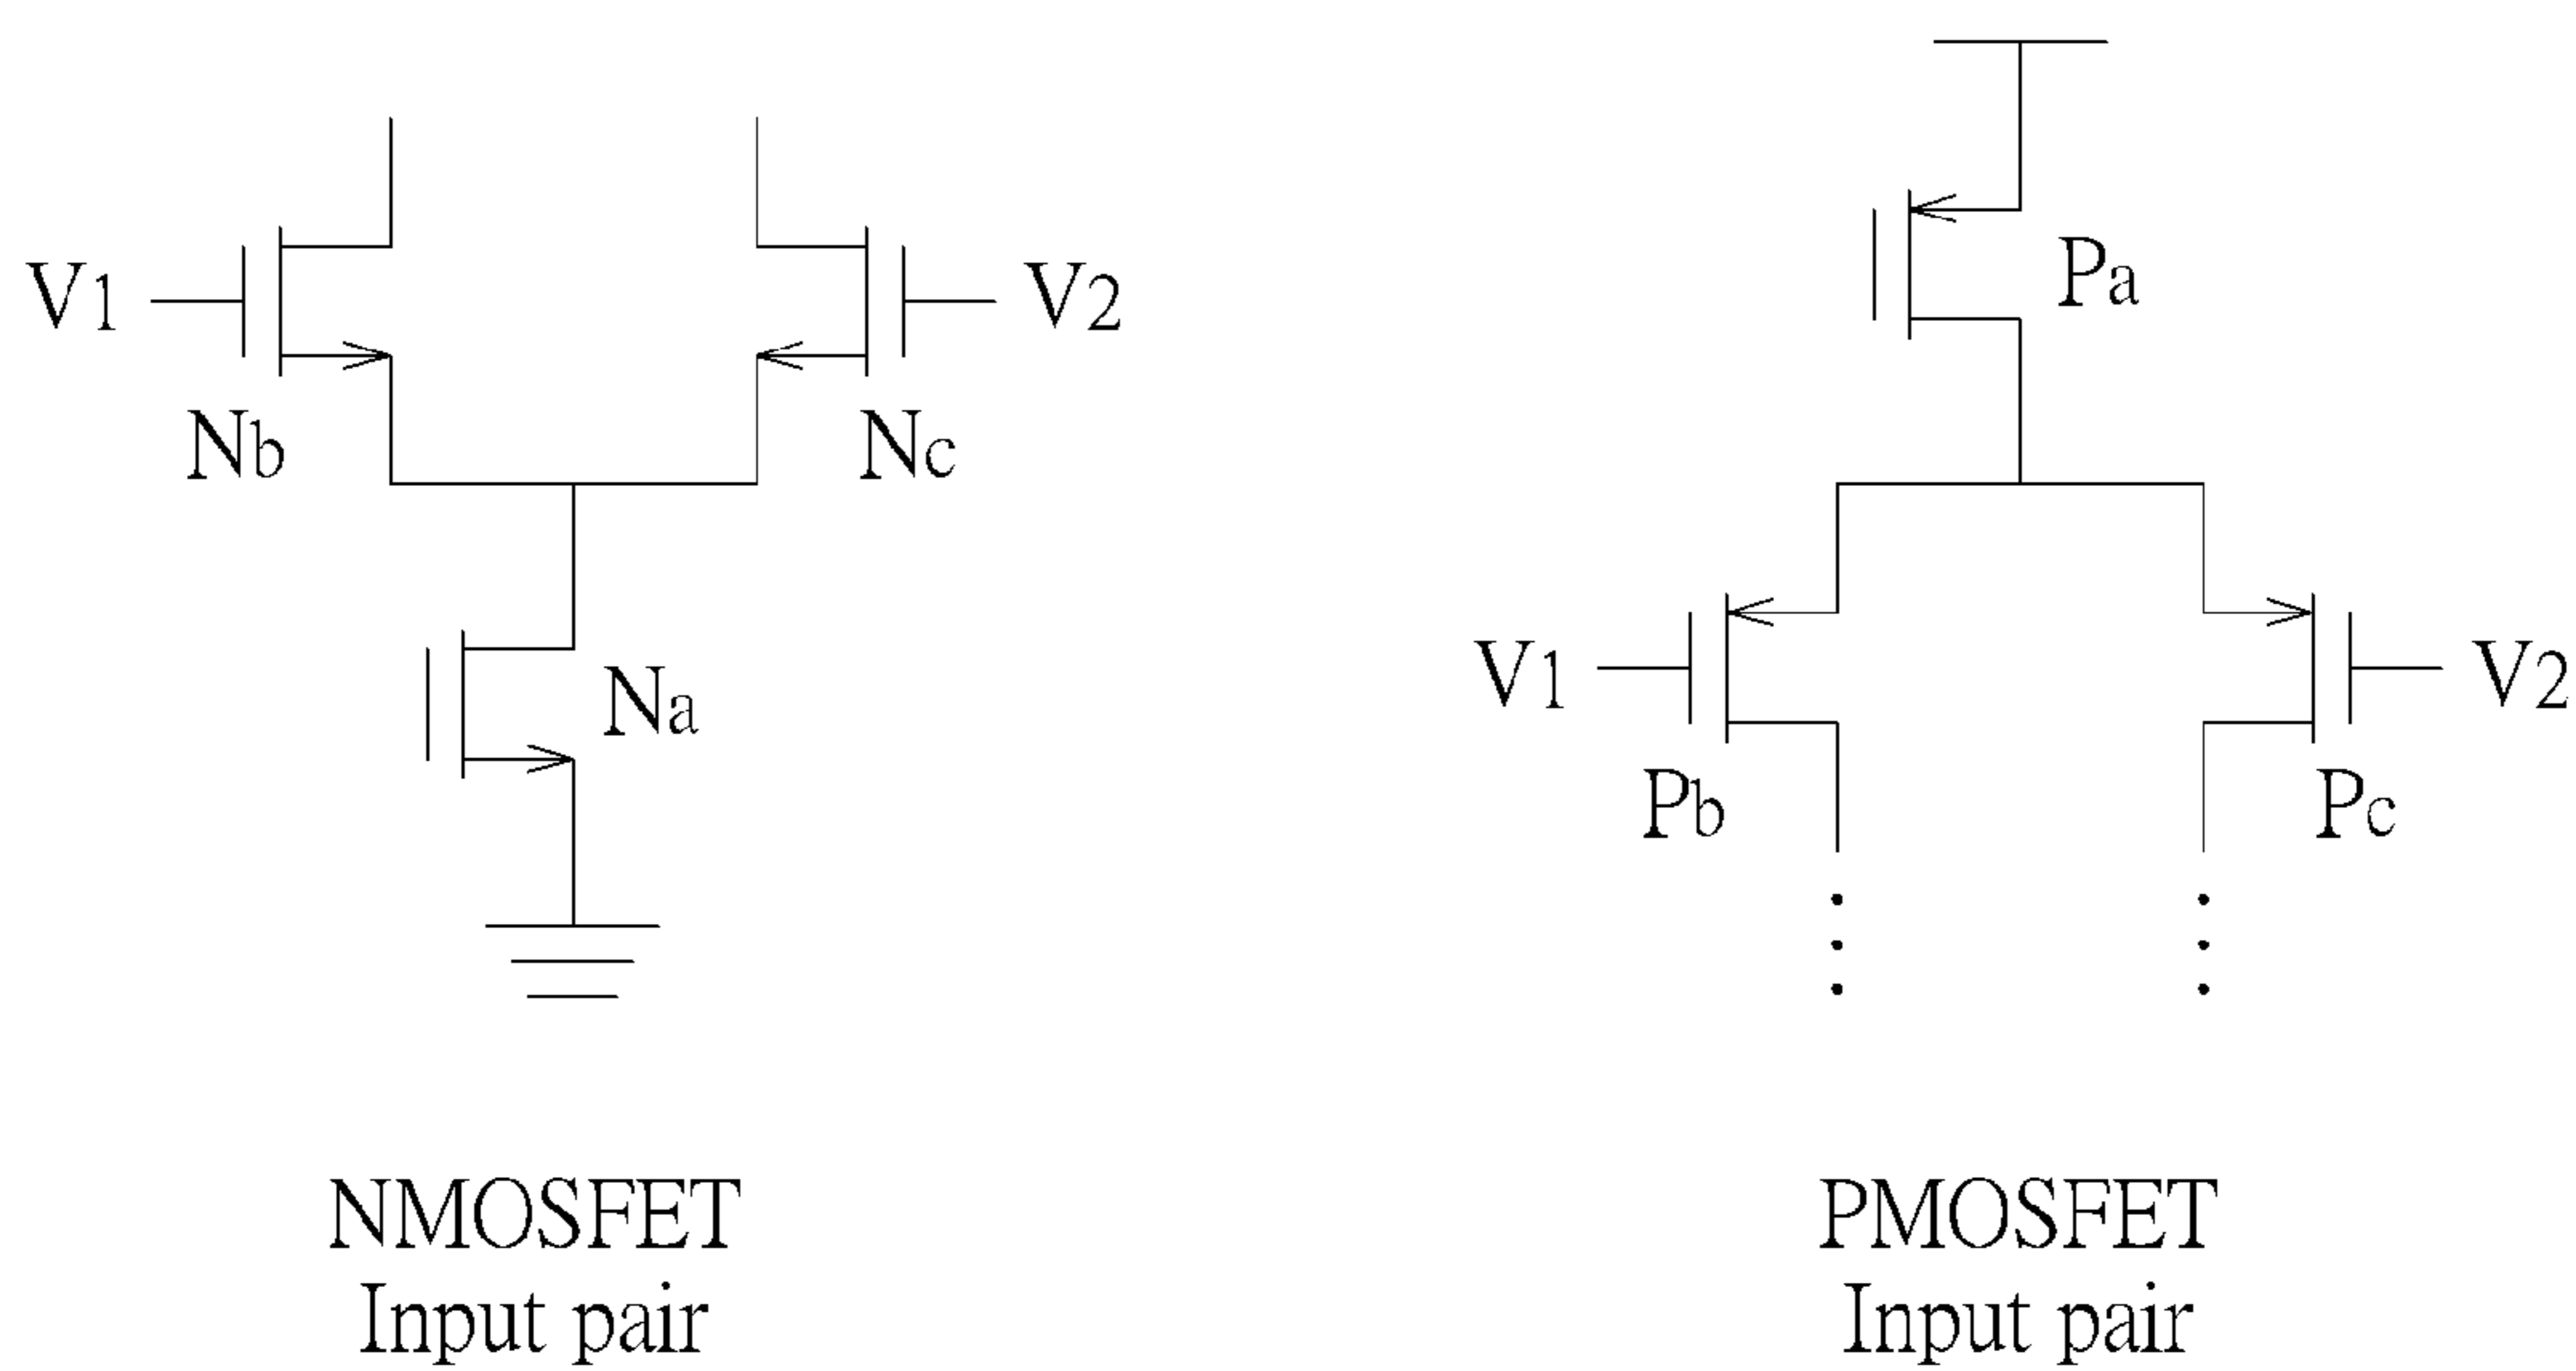 V1
V2
Nb
Nc
Na
NMOSFET
Input pair
Pa
V1
V2
Pb
Pc
PMOSFET
Input pair